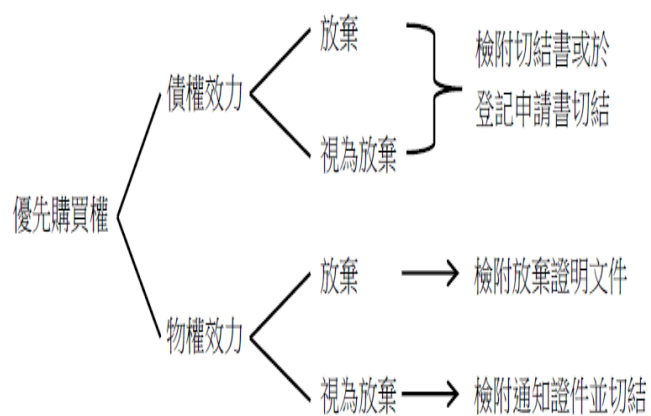 優先購買權
債權效力
放棄
視為放棄
檢附切結書或於
登記申請書切結
物權效力
放棄
檢附放棄證明文件
視為放棄
檢附通知證件並切結